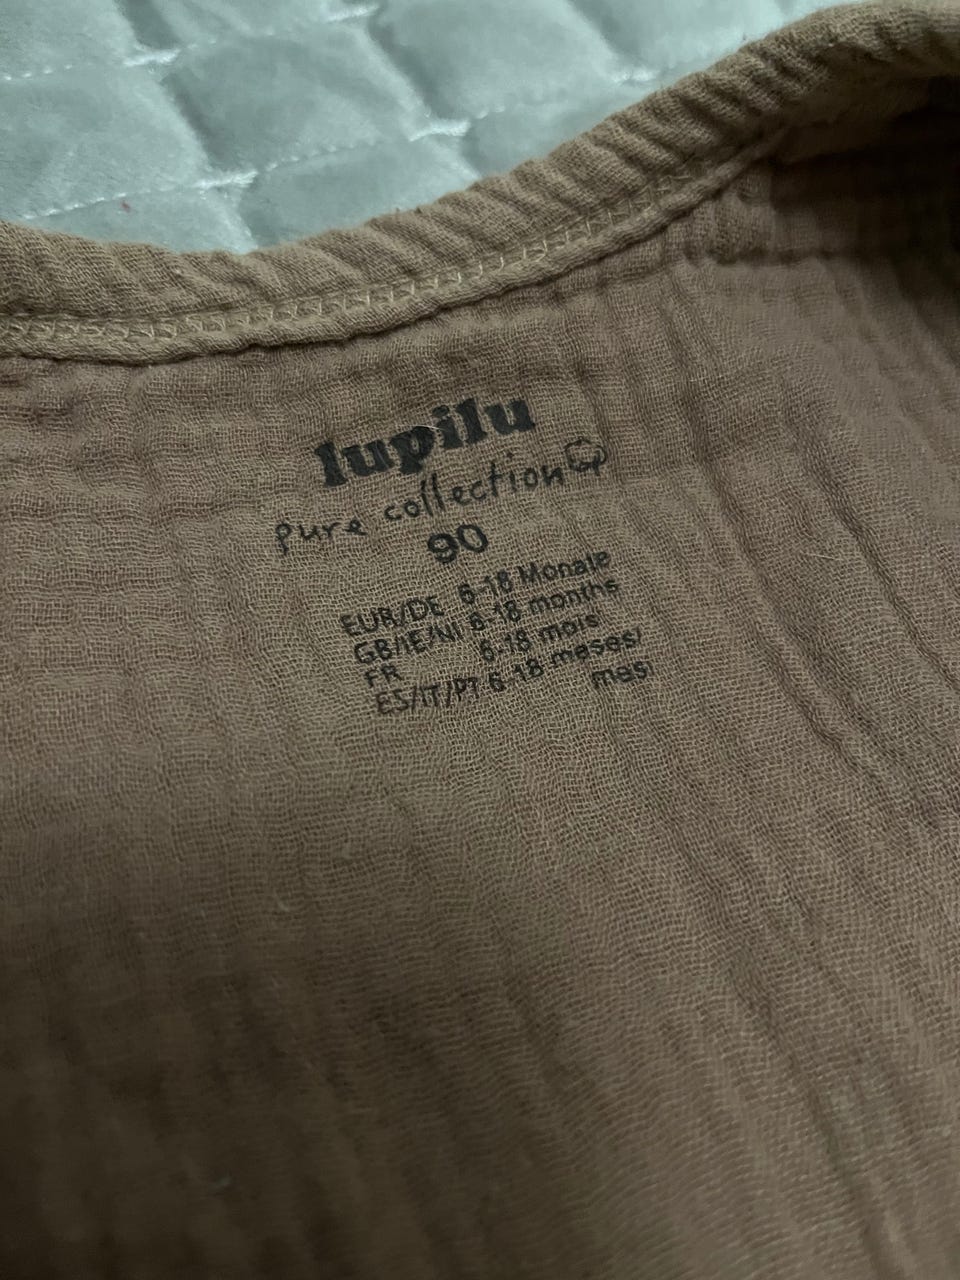 lupilu
pure collection
90
EUR/DE 6-18 Monate
GB/IE/NI 6-18 months
FR 6-18 mois
ES/IT/PT 6-18 meses/
mesi